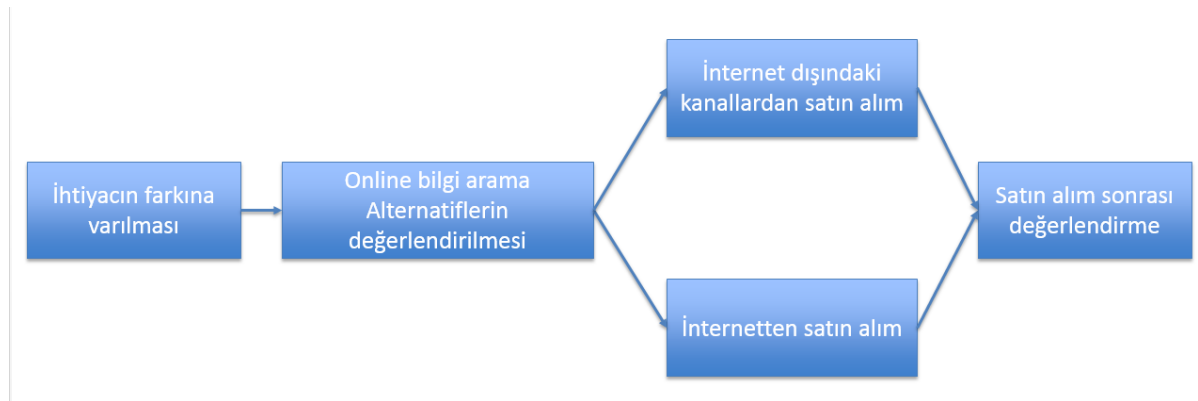 İhtiyacın farkına
varılması
Online bilgi arama
Alternatiflerin
değerlendirilmesi
İnternet dışındaki
kanallardan satın alım
İnternetten satın alım
Satın alım sonrası
değerlendirme